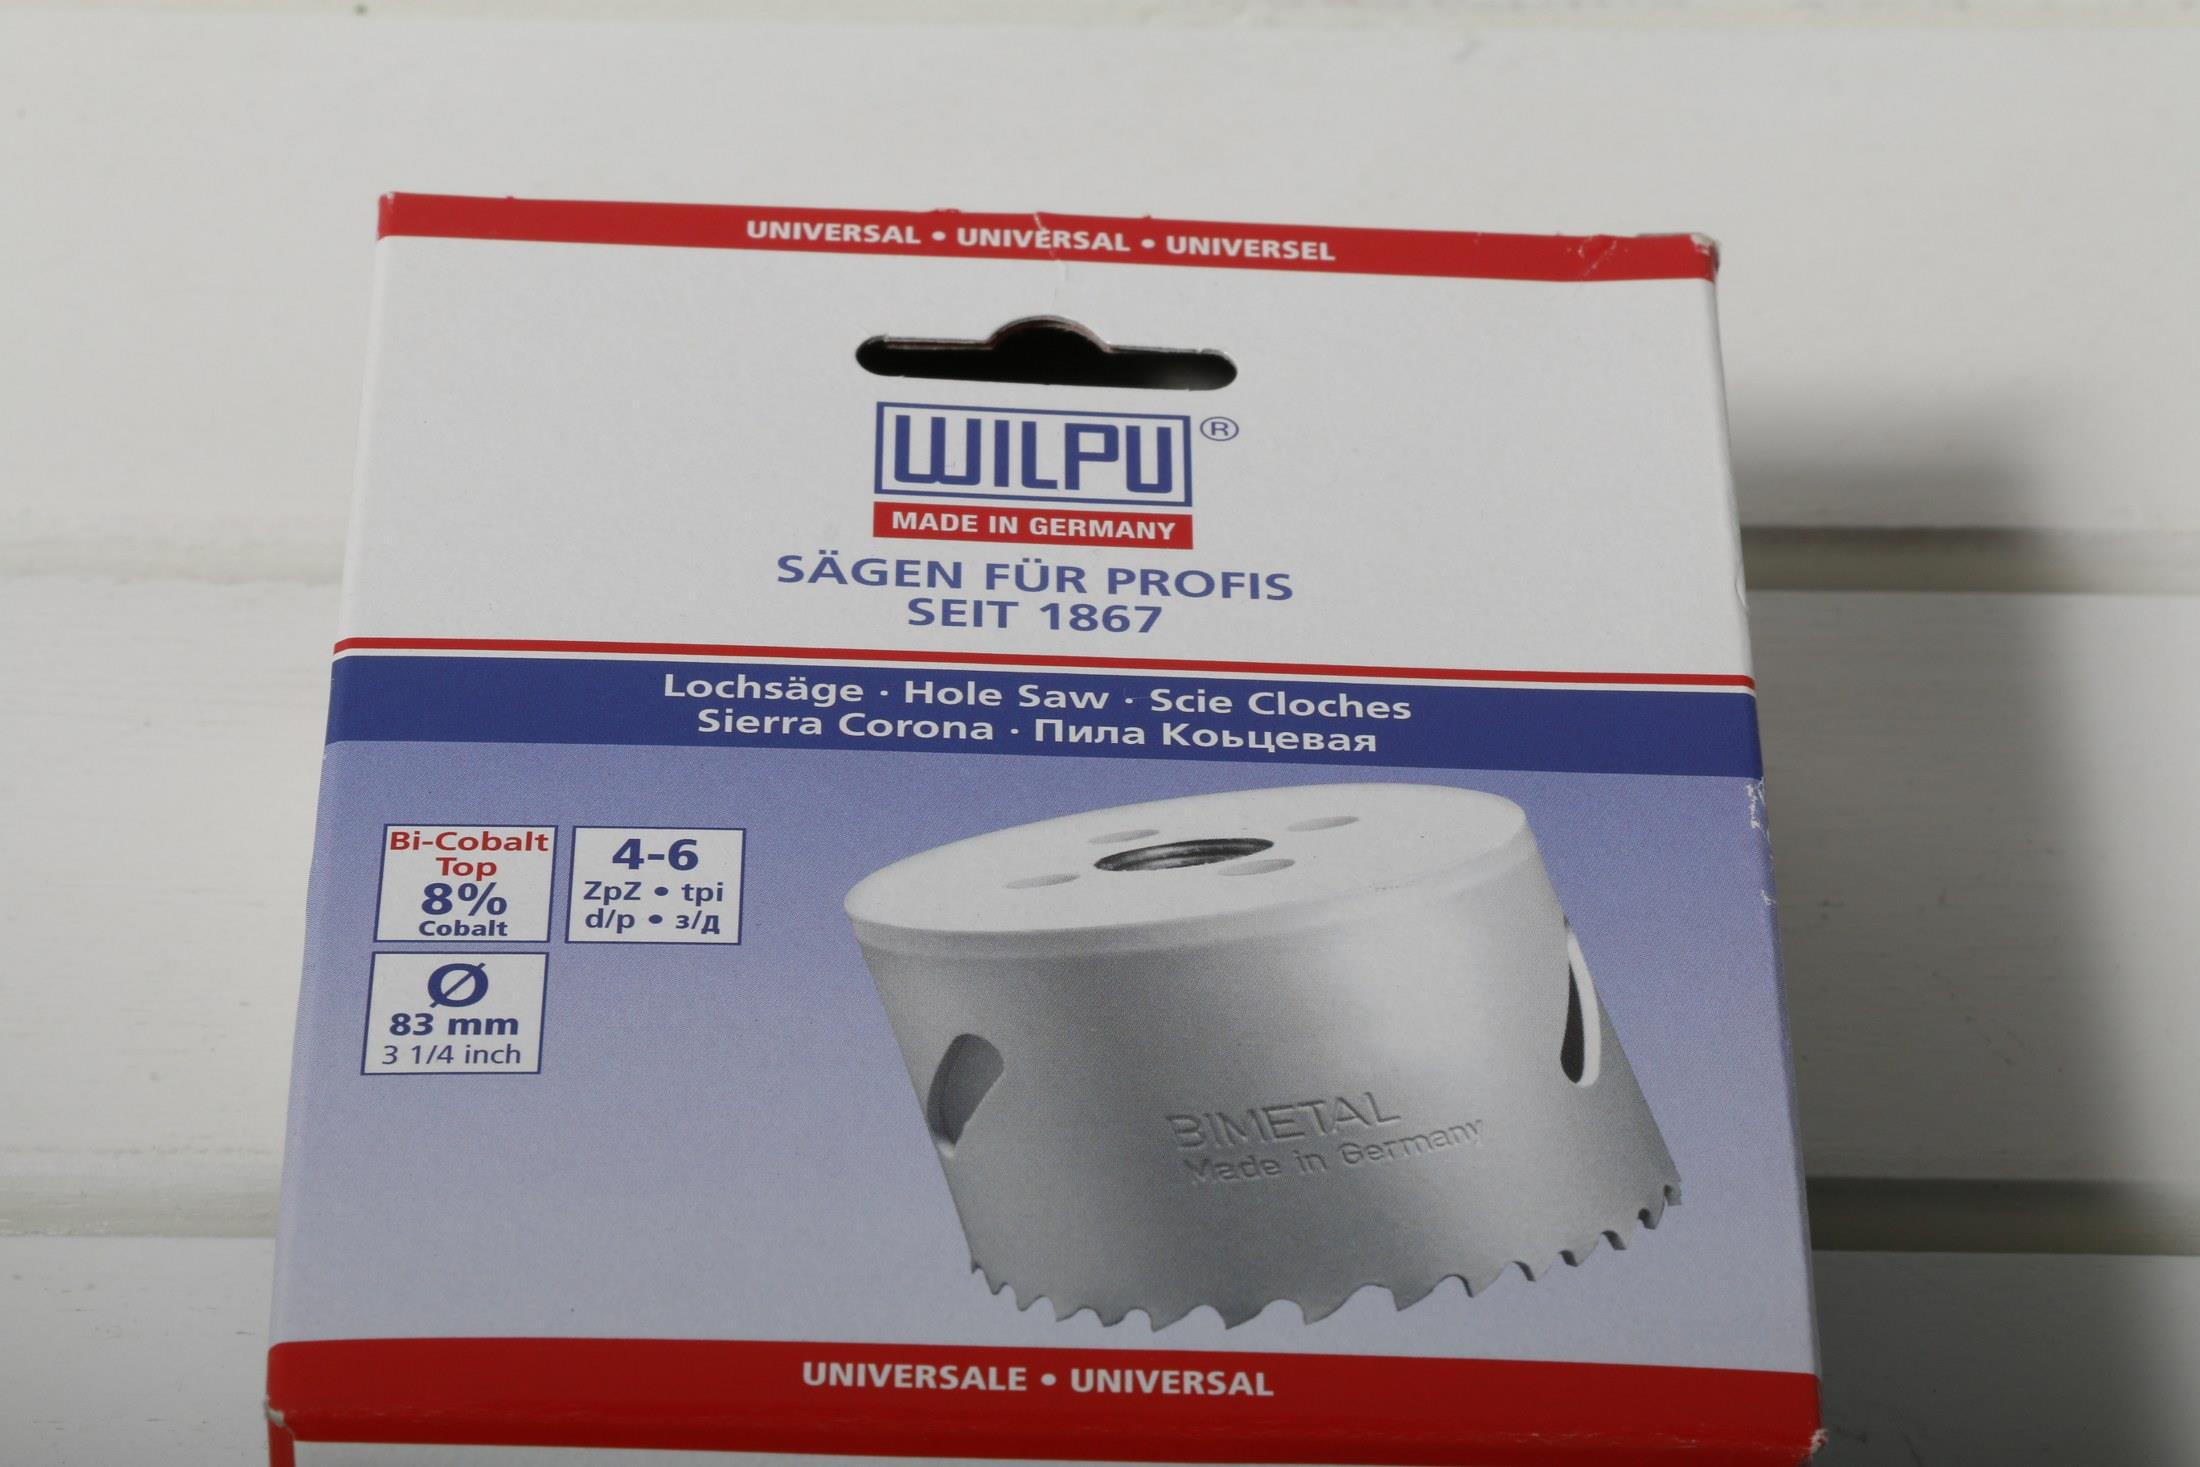 UNIVERSAL • UNIVERSAL • UNIVERSEL
WILPU®
MADE IN GERMANY
SÄGEN FÜR PROFIS
SEIT 1867
Lochsäge · Hole Saw · Scie Cloches
Sierra Corona · Пила Коьцевая
Bi-Cobalt
Top
8%
Cobalt
4-6
ZpZ • tpi
d/p • з/д
Ø
83 mm
3 1/4 inch
BIMETAL
Made in Germany
UNIVERSALE • UNIVERSAL